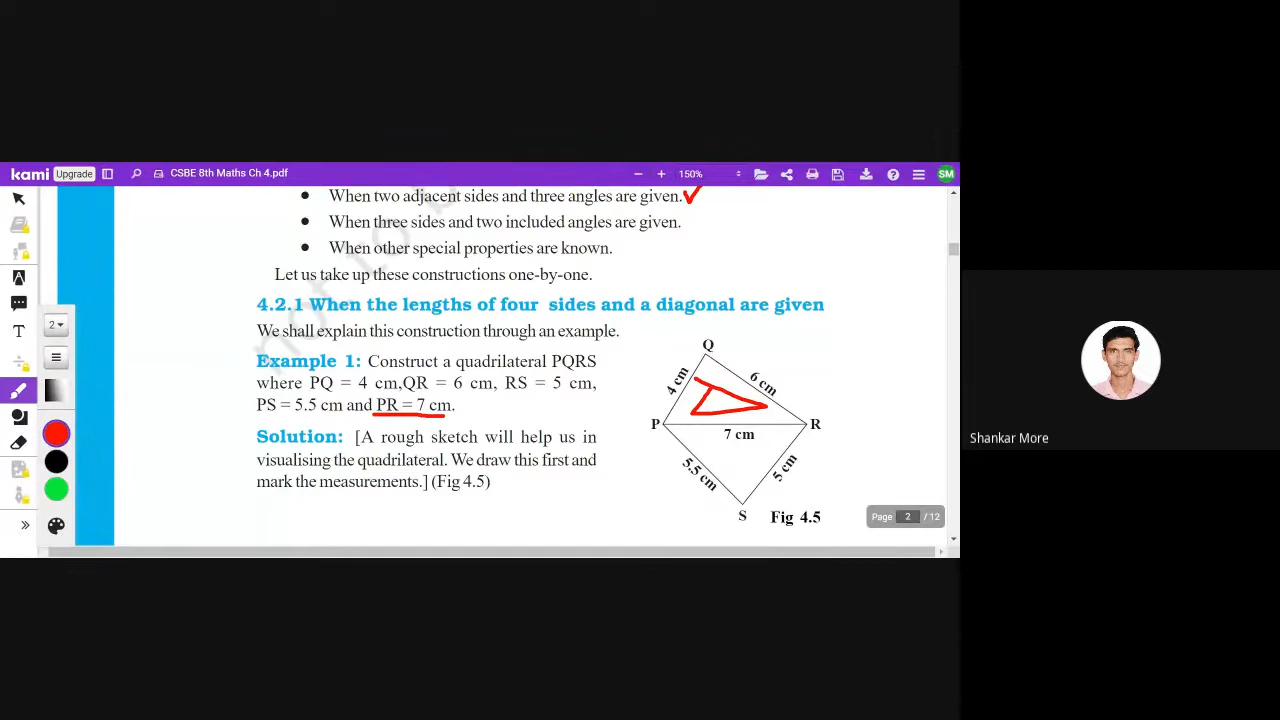 kami Upgrade CSBE 8th Maths Ch 4.pdf 150% SM
• When two adjacent sides and three angles are given.
• When three sides and two included angles are given.
• When other special properties are known.
Let us take up these constructions one-by-one.
4.2.1 When the lengths of four sides and a diagonal are given
We shall explain this construction through an example.
Example 1: Construct a quadrilateral PQRS
where PQ = 4 cm,QR = 6 cm, RS = 5 cm,
PS = 5.5 cm and PR = 7 cm.
Solution: [A rough sketch will help us in
visualising the quadrilateral. We draw this first and
mark the measurements.] (Fig 4.5)
Q
4 cm 6 cm
P R
7 cm
5.5 cm 5 cm
S Fig 4.5
2
T
Page 2 / 12
Shankar More